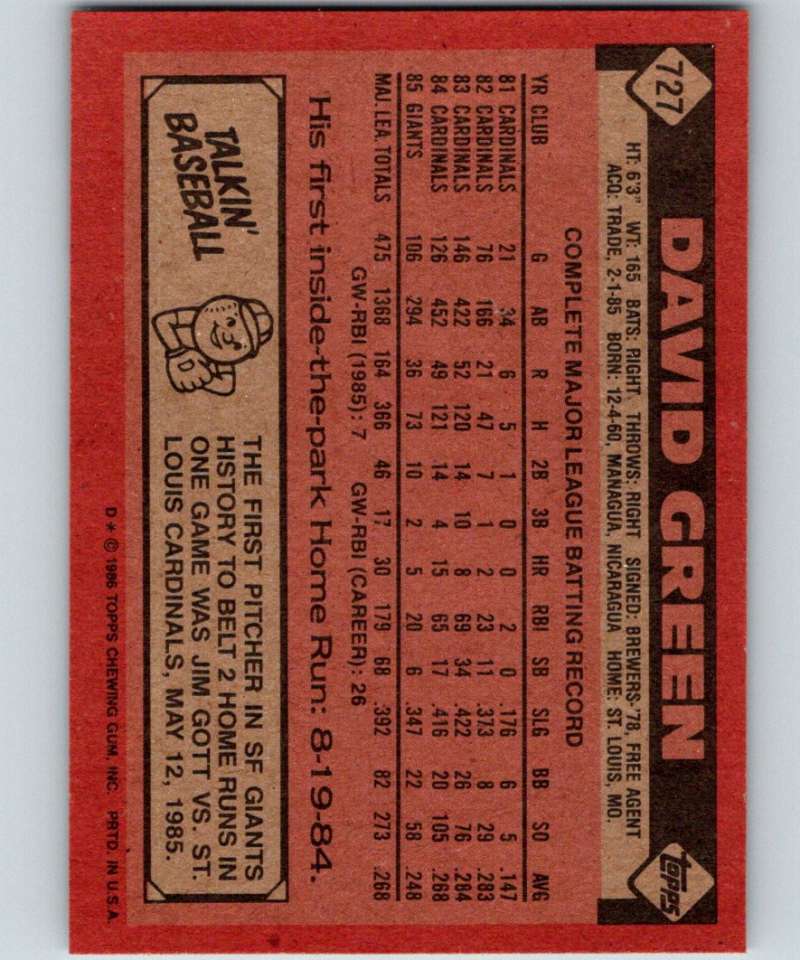 727
DAVID GREEN
topps
HT: 6'3" WT: 165 BATS: RIGHT THROWS: RIGHT SIGNED: BREWERS-'78, FREE AGENT
ACQ: TRADE, 2-1-85 BORN: 12-4-60, MANAGUA, NICARAGUA HOME: ST. LOUIS, MO.
COMPLETE MAJOR LEAGUE BATTING RECORD
YR CLUB G AB R H 2B 3B HR RBI SB SLG BB SO AVG
81 CARDINALS 21 34 6 5 1 0 0 2 0 .176 6 5 .147
82 CARDINALS 76 166 21 47 7 1 2 23 11 .373 8 29 .283
83 CARDINALS 146 422 52 120 14 10 8 69 34 .422 26 76 .284
84 CARDINALS 126 452 49 121 14 4 15 65 17 .416 20 105 .268
85 GIANTS 106 294 36 73 10 2 5 20 6 .347 22 58 .248
MAJ. LEA. TOTALS 475 1368 164 366 46 17 30 179 68 .392 82 273 .268
GW-RBI (1985): 7 GW-RBI (CAREER): 26
His first inside-the-park Home Run: 8-19-84.
TALKIN'
BASEBALL
THE FIRST PITCHER IN SF GIANTS
HISTORY TO BELT 2 HOME RUNS IN
ONE GAME WAS JIM GOTT VS. ST.
LOUIS CARDINALS, MAY 12, 1985.
D * © 1986 TOPPS CHEWING GUM, INC. PRTD. IN U.S.A.